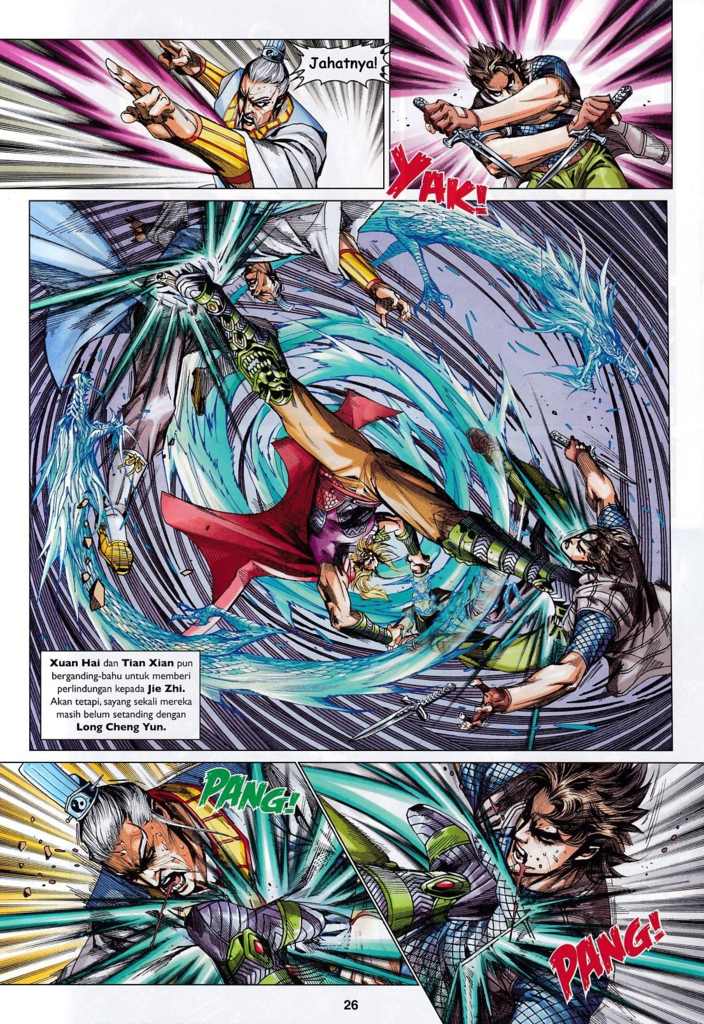 Jahatnya!
YAK!
Xuan Hai dan Tian Xian pun
berganding-bahu untuk memberi
perlindungan kepada Jie Zhi.
Akan tetapi, sayang sekali mereka
masih belum setanding dengan
Long Cheng Yun.
PANG!
PANG!
26